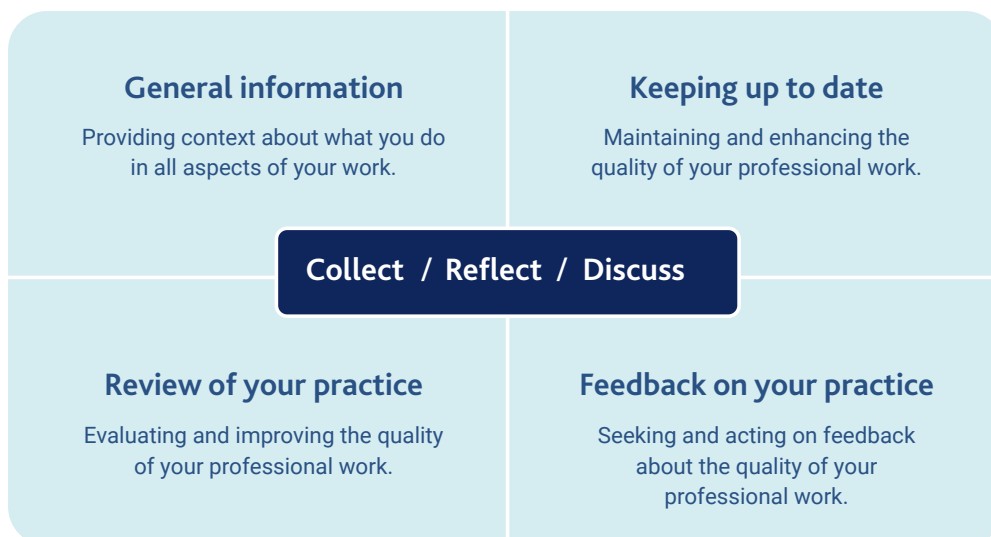 General information
Providing context about what you do
in all aspects of your work.
Keeping up to date
Maintaining and enhancing the
quality of your professional work.
Collect / Reflect / Discuss
Review of your practice
Evaluating and improving the quality
of your professional work.
Feedback on your practice
Seeking and acting on feedback
about the quality of your
professional work.